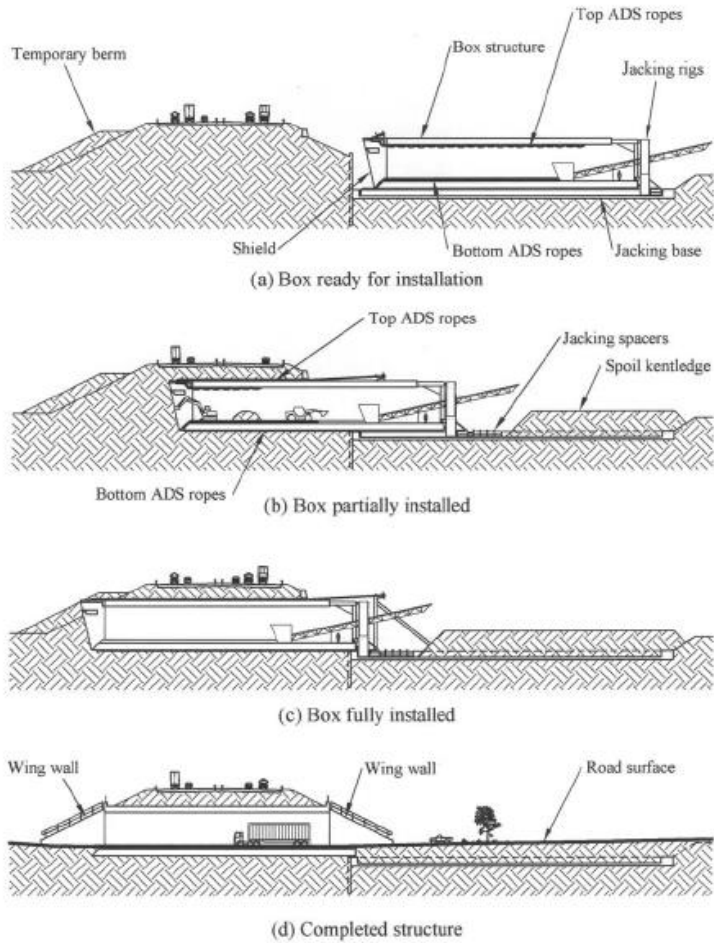 Top ADS ropes
Temporary berm
Box structure
Jacking rigs
Shield
Bottom ADS ropes
Jacking base
(a) Box ready for installation
Top ADS ropes
Jacking spacers
Spoil kentledge
Bottom ADS ropes
(b) Box partially installed
(c) Box fully installed
Wing wall
Wing wall
Road surface
(d) Completed structure